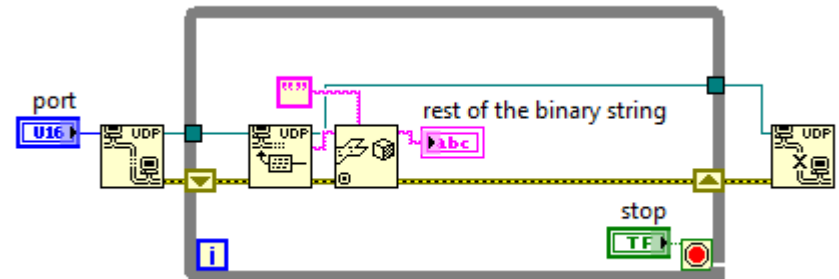 port
U16
UDP
UDP
""
rest of the binary string
abc
UDP
stop
TF
i